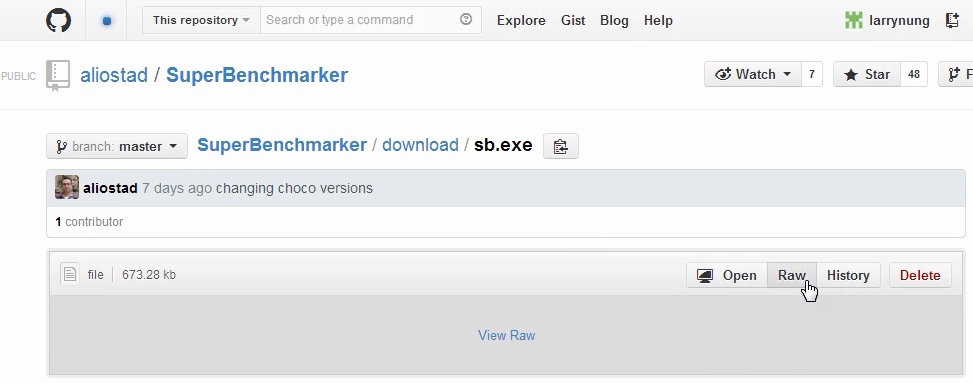 This repository Search or type a command Explore Gist Blog Help larrynung
PUBLIC aliostad / SuperBenchmarker Watch 7 Star 48 F
branch: master SuperBenchmarker / download / sb.exe
aliostad 7 days ago changing choco versions
1 contributor
file 673.28 kb Open Raw History Delete
View Raw